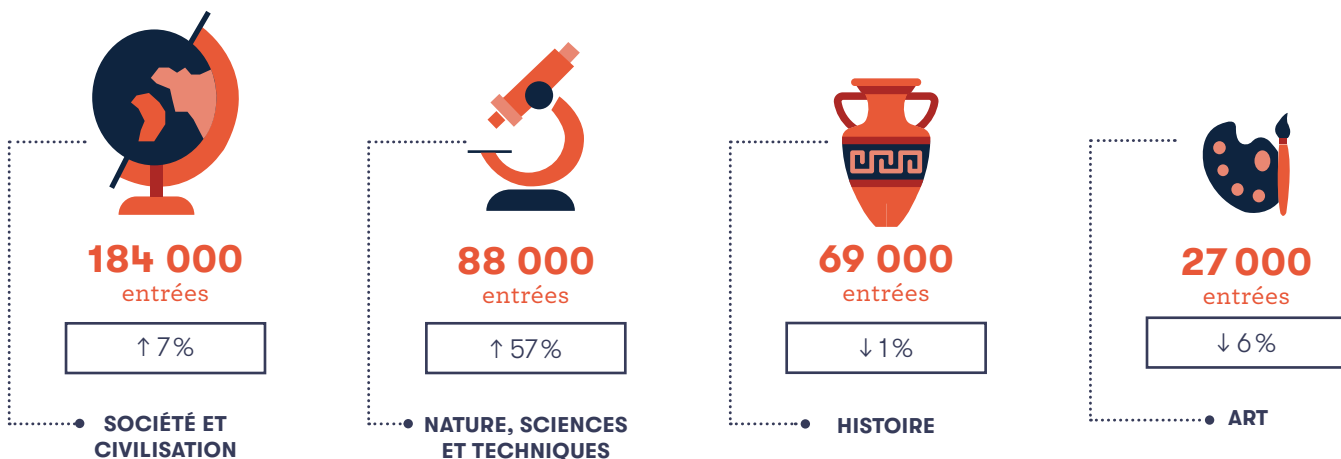 184 000
entrées
↑ 7%
SOCIÉTÉ ET
CIVILISATION
88 000
entrées
↑ 57%
NATURE, SCIENCES
ET TECHNIQUES
69 000
entrées
↓ 1%
HISTOIRE
27 000
entrées
↓ 6%
ART